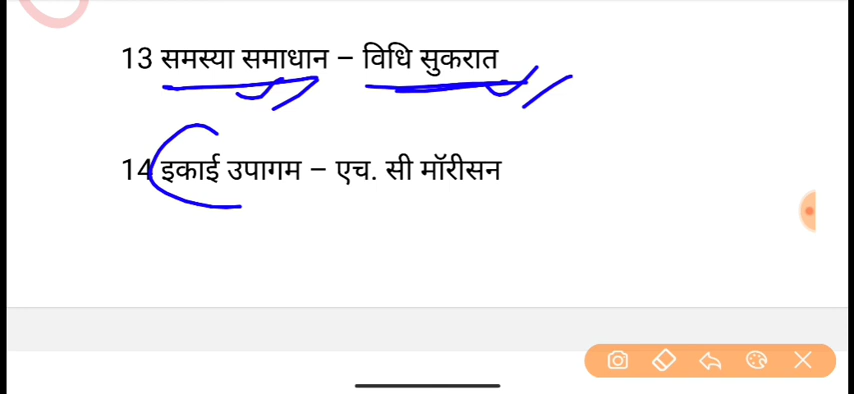 13 समस्या समाधान – विधि सुकरात
14 इकाई उपागम – एच. सी मॉरीसन